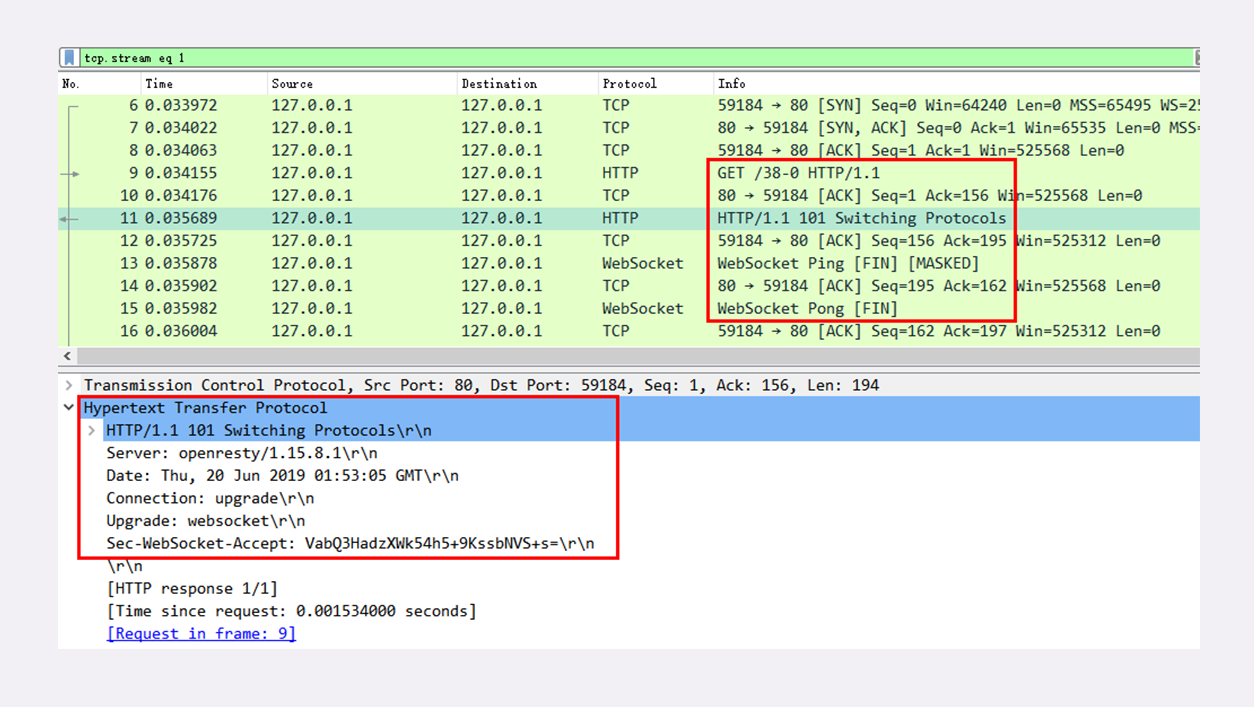 tcp.stream eq 1
No. Time Source Destination Protocol Info
6 0.033972 127.0.0.1 127.0.0.1 TCP 59184 → 80 [SYN] Seq=0 Win=64240 Len=0 MSS=65495
7 0.034022 127.0.0.1 127.0.0.1 TCP 80 → 59184 [SYN, ACK] Seq=0 Ack=1 Win=65535 Len=0 MSS=
8 0.034063 127.0.0.1 127.0.0.1 TCP 59184 → 80 [ACK] Seq=1 Ack=1 Win=525568 Len=0
9 0.034155 127.0.0.1 127.0.0.1 HTTP GET /38-0 HTTP/1.1
10 0.034176 127.0.0.1 127.0.0.1 TCP 80 → 59184 [ACK] Seq=1 Ack=156 Win=525568 Len=0
11 0.035689 127.0.0.1 127.0.0.1 HTTP HTTP/1.1 101 Switching Protocols
12 0.035725 127.0.0.1 127.0.0.1 TCP 59184 → 80 [ACK] Seq=156 Ack=195 Win=525312 Len=0
13 0.035878 127.0.0.1 127.0.0.1 WebSocket WebSocket Ping [FIN] [MASKED]
14 0.035902 127.0.0.1 127.0.0.1 TCP 80 → 59184 [ACK] Seq=195 Ack=162 Win=525568 Len=0
15 0.035982 127.0.0.1 127.0.0.1 WebSocket WebSocket Pong [FIN]
16 0.036004 127.0.0.1 127.0.0.1 TCP 59184 → 80 [ACK] Seq=162 Ack=197 Win=525312 Len=0
Transmission Control Protocol, Src Port: 80, Dst Port: 59184, Seq: 1, Ack: 156, Len: 194
Hypertext Transfer Protocol
HTTP/1.1 101 Switching Protocols\r\n
Server: openresty/1.15.8.1\r\n
Date: Thu, 20 Jun 2019 01:53:05 GMT\r\n
Connection: upgrade\r\n
Upgrade: websocket\r\n
Sec-WebSocket-Accept: VabQ3HadzXWk54h5+9KssbNVS+s=\r\n
\r\n
[HTTP response 1/1]
[Time since request: 0.001534000 seconds]
[Request in frame: 9]